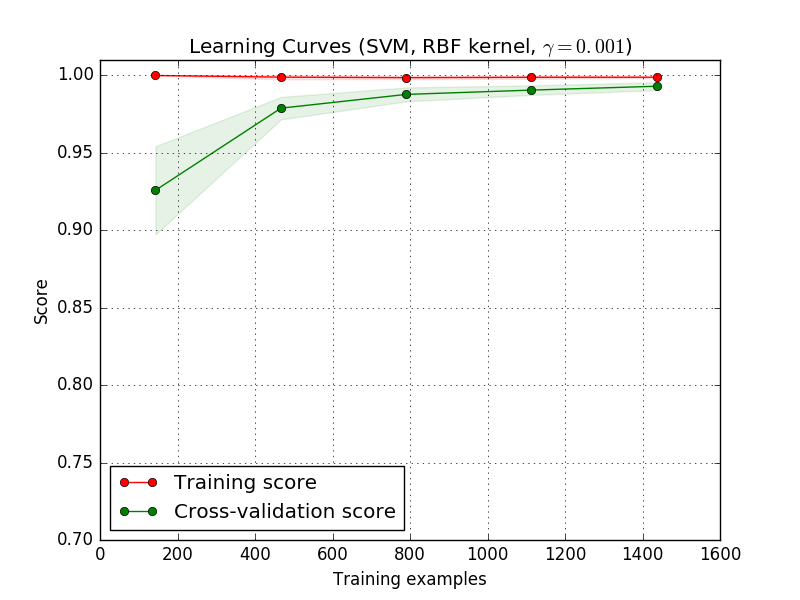 Learning Curves (SVM, RBF kernel, γ = 0.001)
1.00
0.95
0.90
0.85
0.80
0.75
0.70
Score
Training score
Cross-validation score
0 200 400 600 800 1000 1200 1400 1600
Training examples